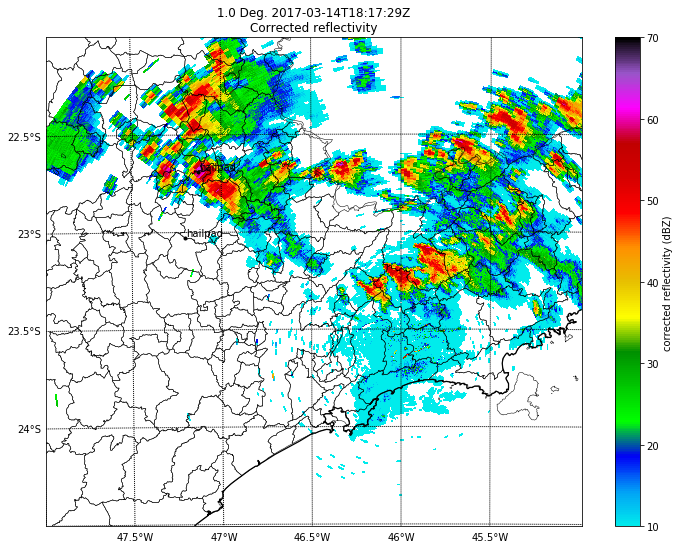 1.0 Deg. 2017-03-14T18:17:29Z
Corrected reflectivity
22.5°S
23°S
23.5°S
24°S
47.5°W
47°W
46.5°W
46°W
45.5°W
hailpad
hailpad
70
60
50
40
30
20
10
corrected reflectivity (dBZ)